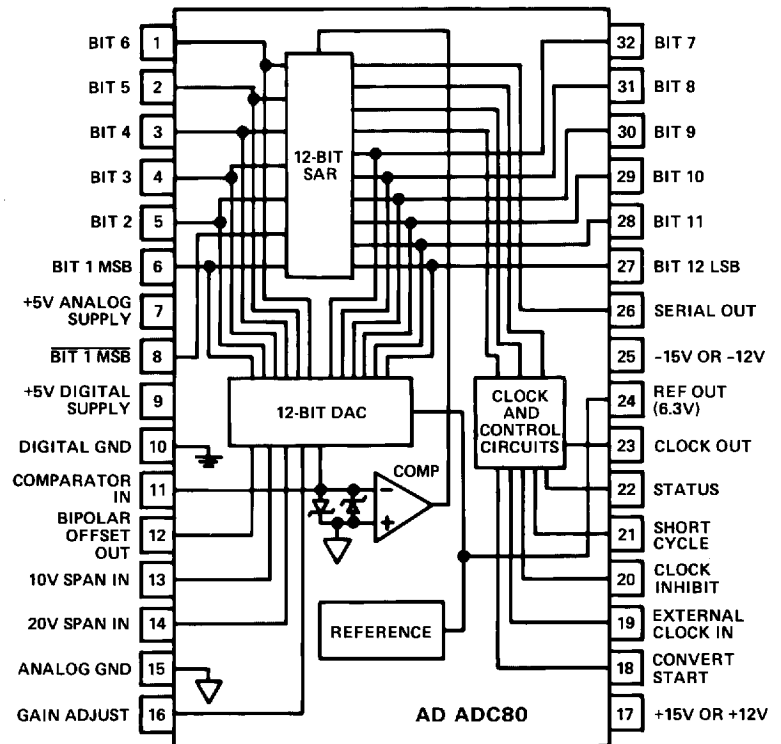 BIT 6 1
BIT 5 2
BIT 4 3
BIT 3 4
BIT 2 5
BIT 1 MSB 6
+5V ANALOG
SUPPLY 7
BIT 1 MSB 8
+5V DIGITAL
SUPPLY 9
DIGITAL GND 10
COMPARATOR
IN 11
BIPOLAR
OFFSET
OUT 12
10V SPAN IN 13
20V SPAN IN 14
ANALOG GND 15
GAIN ADJUST 16
12-BIT
SAR
12-BIT DAC
CLOCK
AND
CONTROL
CIRCUITS
COMP
−
+
REFERENCE
AD ADC80
32 BIT 7
31 BIT 8
30 BIT 9
29 BIT 10
28 BIT 11
27 BIT 12 LSB
26 SERIAL OUT
25 -15V OR -12V
24 REF OUT
(6.3V)
23 CLOCK OUT
22 STATUS
21 SHORT
CYCLE
20 CLOCK
INHIBIT
19 EXTERNAL
CLOCK IN
18 CONVERT
START
17 +15V OR +12V